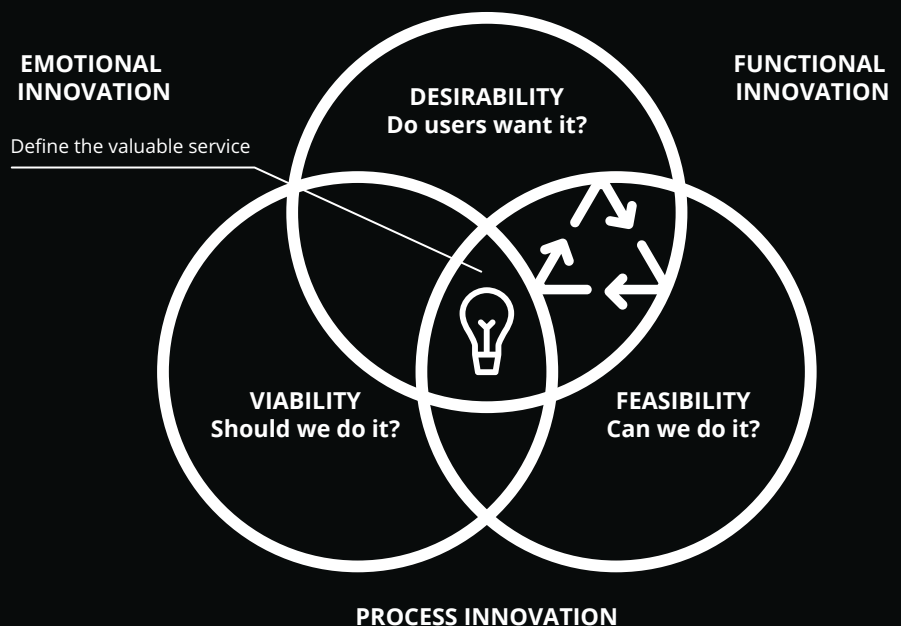 EMOTIONAL
INNOVATION
FUNCTIONAL
INNOVATION
DESIRABILITY
Do users want it?
Define the valuable service
VIABILITY
Should we do it?
FEASIBILITY
Can we do it?
PROCESS INNOVATION